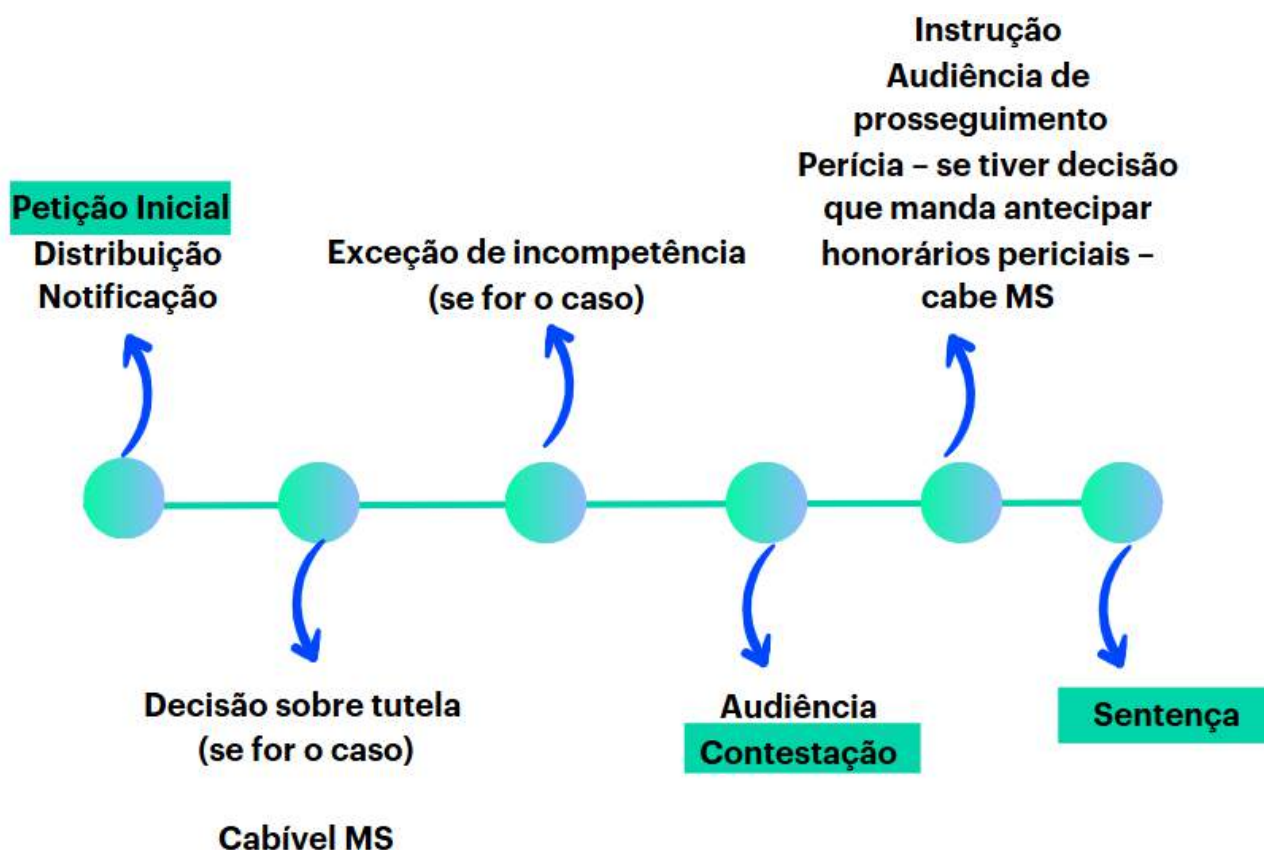 Petição Inicial
Distribuição
Notificação
Decisão sobre tutela
(se for o caso)
Cabível MS
Exceção de incompetência
(se for o caso)
Audiência
Contestação
Instrução
Audiência de
prosseguimento
Perícia – se tiver decisão
que manda antecipar
honorários periciais –
cabe MS
Sentença